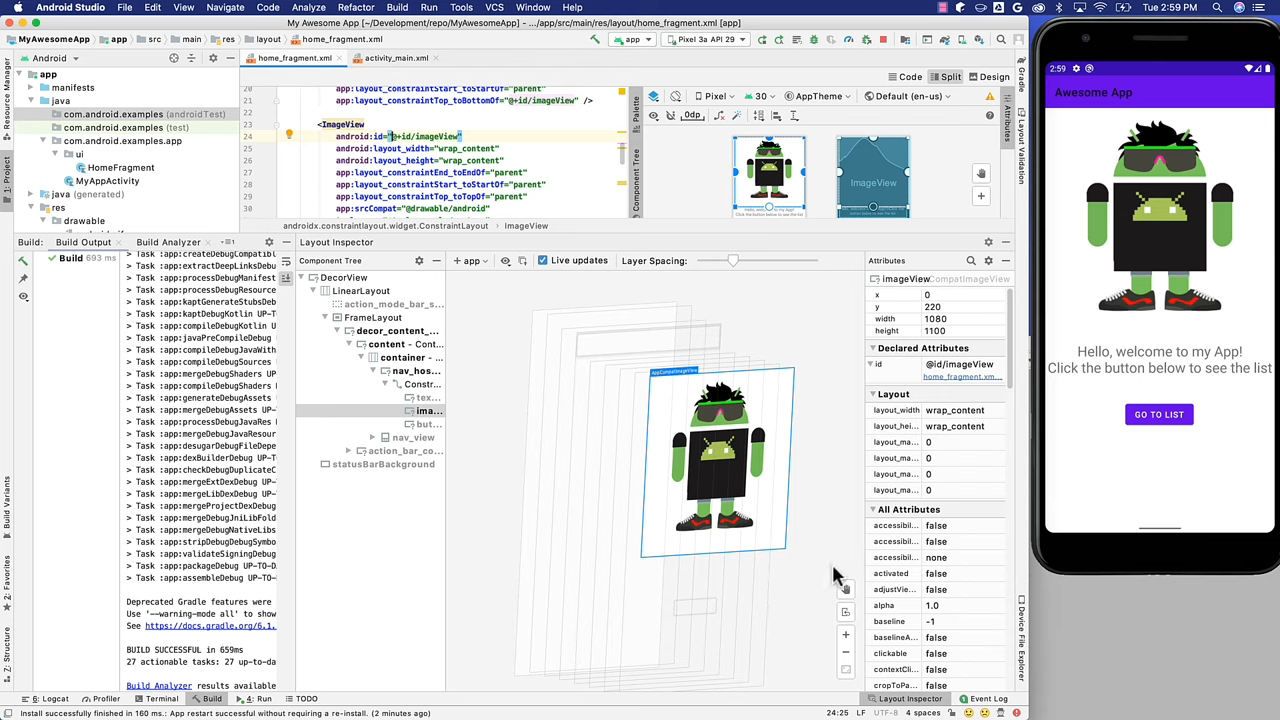 Android Studio File Edit View Navigate Code Analyze Refactor Build Run Tools VCS Window Help Tue 2:59 PM
My Awesome App [~/Development/repo/MyAwesomeApp] - .../app/src/main/res/layout/home_fragment.xml [app]
MyAwesomeApp app src main res layout home_fragment.xml
app Pixel 3a API 29
Android
home_fragment.xml activity_main.xml
Code Split Design
Resource Manager
1: Project
Build Variants
2: Favorites
7: Structure
app
manifests
java
com.android.examples (androidTest)
com.android.examples (test)
com.android.examples.app
ui
HomeFragment
MyAppActivity
java (generated)
res
drawable
20 app:layout_constraintStart_toStartOf="parent"
21 app:layout_constraintTop_toBottomOf="@+id/imageView" />
22
23 <ImageView
24 android:id="@+id/imageView"
25 android:layout_width="wrap_content"
26 android:layout_height="wrap_content"
27 app:layout_constraintEnd_toEndOf="parent"
28 app:layout_constraintStart_toStartOf="parent"
29 app:layout_constraintTop_toTopOf="parent"
30 app:srcCompat="@drawable/android"
androidx.constraintlayout.widget.ConstraintLayout ImageView
Palette
Component Tree
Pixel 30 AppTheme Default (en-us)
0dp
Hello, welcome to my App!
Click the button below to see the list
ImageView
Attributes
Gradle
Layout Validation
Device File Explorer
Build: Build Output Build Analyzer
Build 693 ms
> Task :app:createDebugCompatib
> Task :app:extractDeepLinksDeb
> Task :app:processDebugManifes
> Task :app:processDebugResourc
> Task :app:kaptGenerateStubsDeb
> Task :app:kaptDebugKotlin UP-T
> Task :app:compileDebugKotlin U
> Task :app:javaPreCompileDebug
> Task :app:compileDebugJavaWith
> Task :app:compileDebugSources
> Task :app:mergeDebugShaders UP
> Task :app:compileDebugShaders
> Task :app:generateDebugAssets
> Task :app:mergeDebugAssets UP-
> Task :app:processDebugJavaRes
> Task :app:mergeDebugJavaResour
> Task :app:desugarDebugFileDepe
> Task :app:dexBuilderDebug UP-T
> Task :app:checkDebugDuplicateC
> Task :app:mergeExtDexDebug UP-
> Task :app:mergeLibDexDebug UP-
> Task :app:mergeProjectDexDebug
> Task :app:mergeDebugJniLibFold
> Task :app:mergeDebugNativeLibs
> Task :app:stripDebugDebugSymbo
> Task :app:validateSigningDebug
> Task :app:packageDebug UP-TO-D
> Task :app:assembleDebug UP-TO-
Deprecated Gradle features were
Use '--warning-mode all' to show
See https://docs.gradle.org/6.1.
BUILD SUCCESSFUL in 659ms
27 actionable tasks: 27 up-to-da
Build Analyzer results available
Layout Inspector
Component Tree
DecorView
LinearLayout
action_mode_bar_s...
FrameLayout
decor_content_...
content - Cont...
container - ...
nav_hos...
Constr...
tex...
ima...
but...
nav_view
action_bar_co...
statusBarBackground
app Live updates Layer Spacing:
AppCompatImageView
Attributes
imageView CompatImageView
x 0
y 220
width 1080
height 1100
Declared Attributes
id @id/imageView
home_fragment.xm...
Layout
layout_width wrap_content
layout_hei... wrap_content
layout_ma... 0
layout_ma... 0
layout_ma... 0
layout_ma... 0
All Attributes
accessibil... false
accessibil... false
accessibil... none
activated false
adjustVie... false
alpha 1.0
baseline -1
baselineA... false
clickable false
contextCli... false
cropToPa... false
6: Logcat Profiler Terminal Build 4: Run TODO Layout Inspector Event Log
Install successfully finished in 160 ms.: App restart successful without requiring a re-install. (2 minutes ago) 24:25 LF UTF-8 4 spaces
2:59
Awesome App
Hello, welcome to my App!
Click the button below to see the list
GO TO LIST